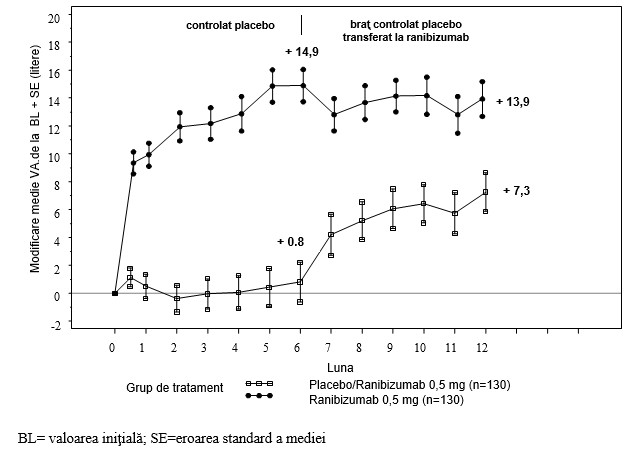 controlat placebo
braţ controlat placebo
transferat la ranibizumab
Modificare medie VA.de la BL + SE (litere)
20
18
16
14
12
10
8
6
4
2
0
-2
+ 14,9
+ 13,9
+ 7,3
+ 0.8
0 1 2 3 4 5 6 7 8 9 10 11 12
Luna
Grup de tratament
Placebo/Ranibizumab 0,5 mg (n=130)
Ranibizumab 0,5 mg (n=130)
BL= valoarea iniţială; SE=eroarea standard a mediei